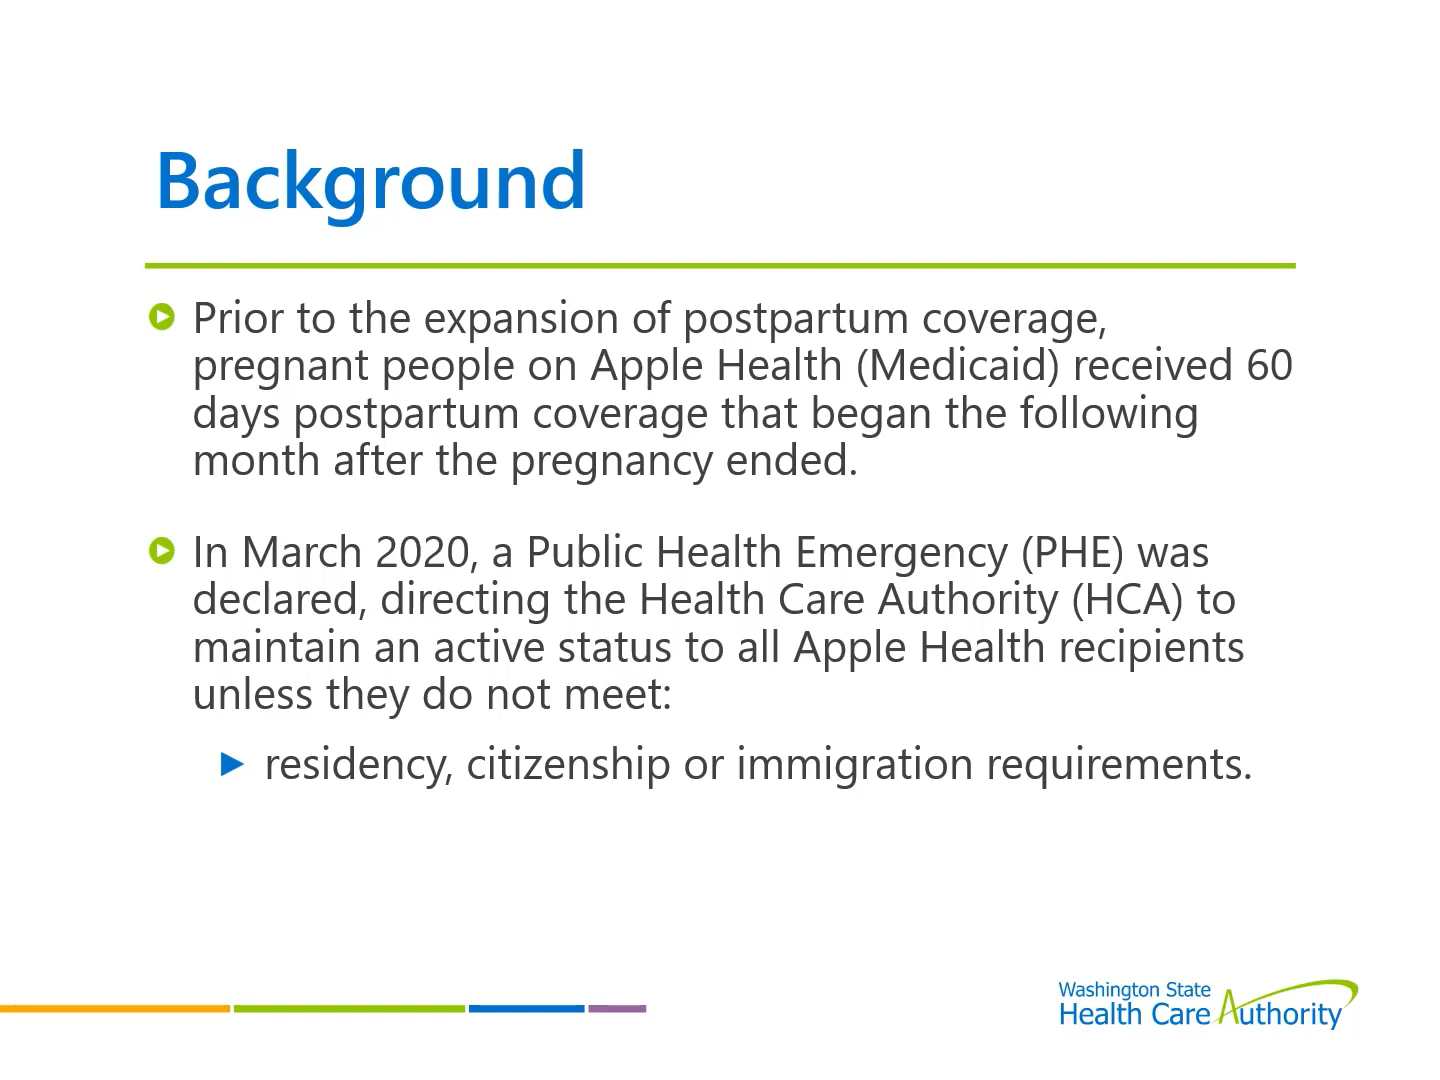 Background
Prior to the expansion of postpartum coverage,
pregnant people on Apple Health (Medicaid) received 60
days postpartum coverage that began the following
month after the pregnancy ended.
In March 2020, a Public Health Emergency (PHE) was
declared, directing the Health Care Authority (HCA) to
maintain an active status to all Apple Health recipients
unless they do not meet:
residency, citizenship or immigration requirements.
Washington State
Health Care Authority